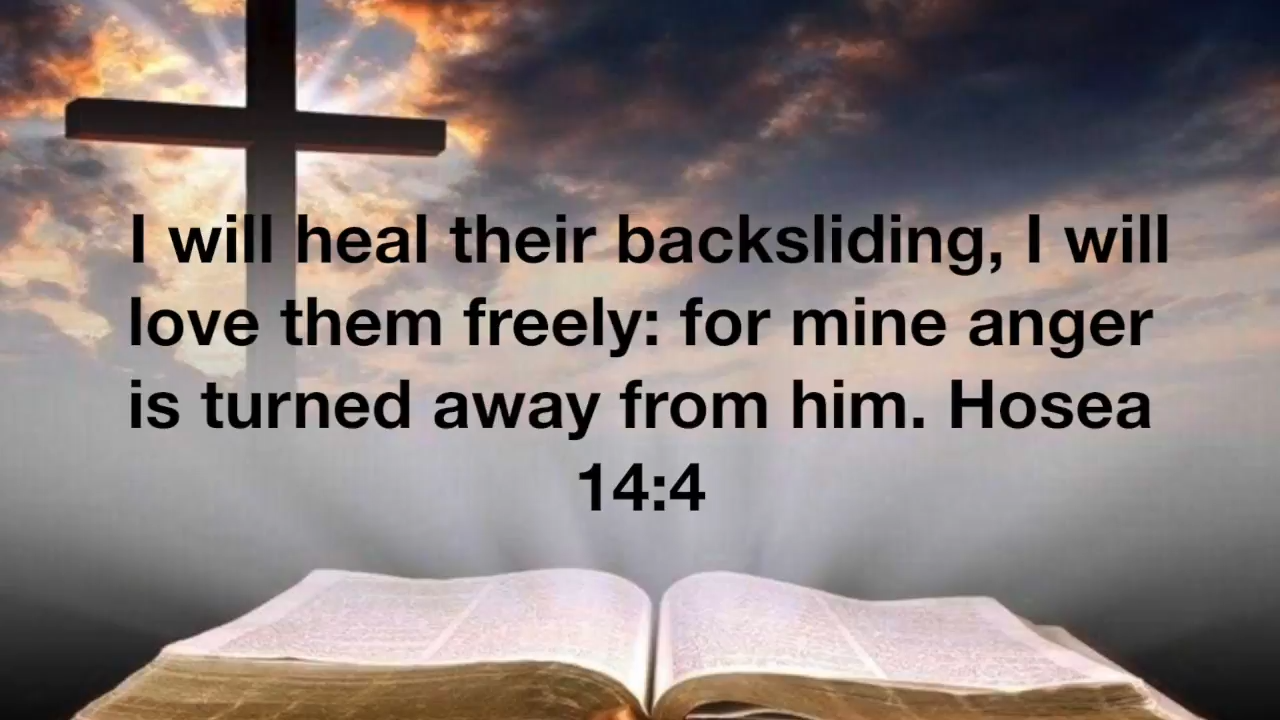 I will heal their backsliding, I will
love them freely: for mine anger
is turned away from him. Hosea
14:4